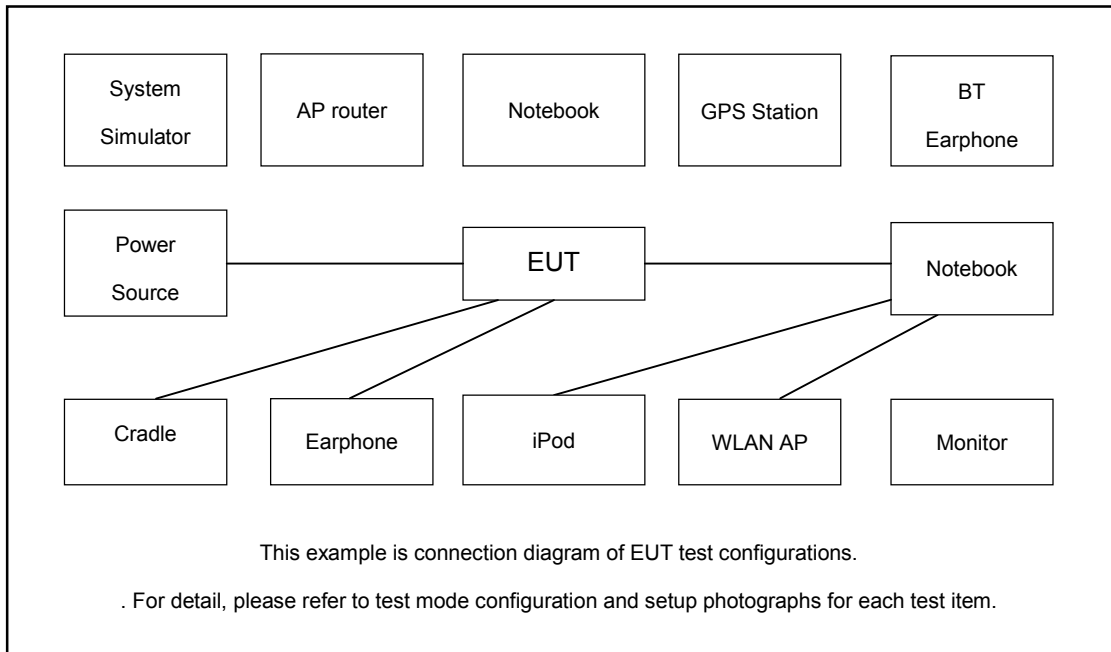 System
Simulator
AP router
Notebook
GPS Station
BT
Earphone
Power
Source
EUT
Notebook
Cradle
Earphone
iPod
WLAN AP
Monitor
This example is connection diagram of EUT test configurations.
. For detail, please refer to test mode configuration and setup photographs for each test item.